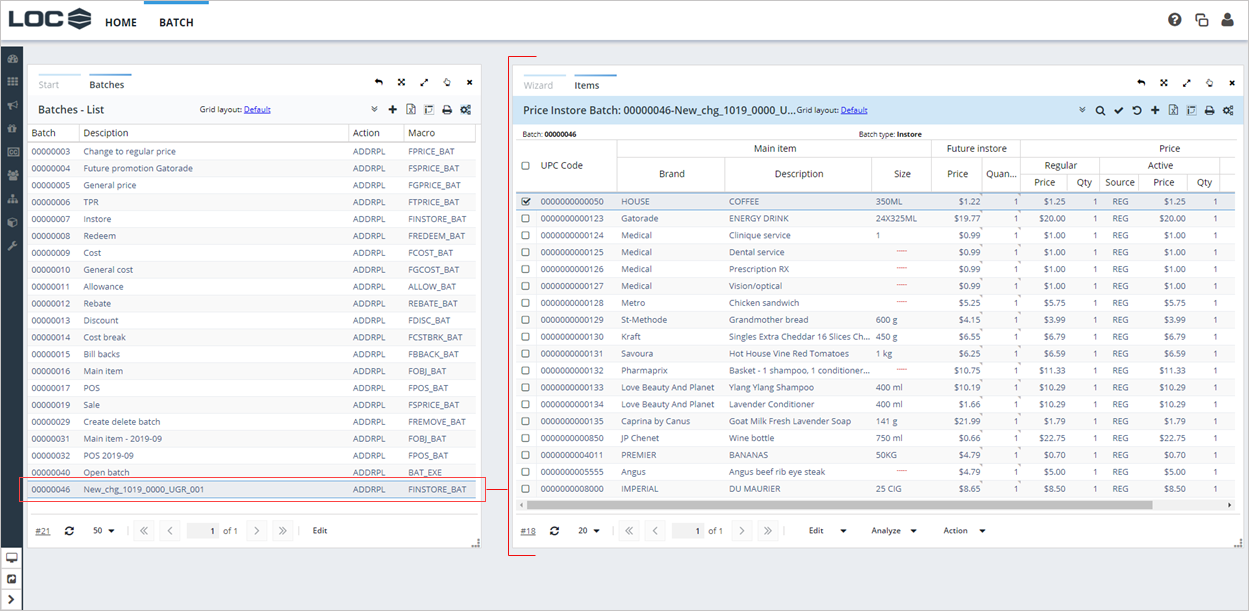 LOC HOME BATCH
Start Batches
Batches - List Grid layout: Default
Batch Desciption Action Macro
00000003 Change to regular price ADDRPL FPRICE_BAT
00000004 Future promotion Gatorade ADDRPL FSPRICE_BAT
00000005 General price ADDRPL FGPRICE_BAT
00000006 TPR ADDRPL FTPRICE_BAT
00000007 Instore ADDRPL FINSTORE_BAT
00000008 Redeem ADDRPL FREDEEM_BAT
00000009 Cost ADDRPL FCOST_BAT
00000010 General cost ADDRPL FGCOST_BAT
00000011 Allowance ADDRPL ALLOW_BAT
00000012 Rebate ADDRPL REBATE_BAT
00000013 Discount ADDRPL FDISC_BAT
00000014 Cost break ADDRPL FCSTBRK_BAT
00000015 Bill backs ADDRPL FBBACK_BAT
00000016 Main item ADDRPL FOBJ_BAT
00000017 POS ADDRPL FPOS_BAT
00000019 Sale ADDRPL FSPRICE_BAT
00000029 Create delete batch ADDRPL FREMOVE_BAT
00000031 Main item - 2019-09 ADDRPL FOBJ_BAT
00000032 POS 2019-09 ADDRPL FPOS_BAT
00000040 Open batch ADDRPL BAT_EXE
00000046 New_chg_1019_0000_UGR_001 ADDRPL FINSTORE_BAT
#21 50 1 of 1 Edit
Wizard Items
Price Instore Batch: 00000046-New_chg_1019_0000_U... Grid layout: Default
Batch: 00000046 Batch type: Instore
Main item Future instore Price
UPC Code Brand Description Size Price Quan... Regular Active
Price Qty Source Price Qty
0000000000050 HOUSE COFFEE 350ML $1.22 1 $1.25 1 REG $1.25 1
0000000000123 Gatorade ENERGY DRINK 24X325ML $19.77 1 $20.00 1 REG $20.00 1
0000000000124 Medical Clinique service 1 $0.99 1 $1.00 1 REG $1.00 1
0000000000125 Medical Dental service ---- $0.99 1 $1.00 1 REG $1.00 1
0000000000126 Medical Prescription RX ---- $0.99 1 $1.00 1 REG $1.00 1
0000000000127 Medical Vision/optical ---- $0.99 1 $1.00 1 REG $1.00 1
0000000000128 Metro Chicken sandwich ---- $5.25 1 $5.75 1 REG $5.75 1
0000000000129 St-Methode Grandmother bread 600 g $4.15 1 $3.99 1 REG $3.99 1
0000000000130 Kraft Singles Extra Cheddar 16 Slices Ch... 450 g $6.55 1 $6.79 1 REG $6.79 1
0000000000131 Savoura Hot House Vine Red Tomatoes 1 kg $6.25 1 $6.59 1 REG $6.59 1
0000000000132 Pharmaprix Basket - 1 shampoo, 1 conditioner... ---- $10.75 1 $11.33 1 REG $11.33 1
0000000000133 Love Beauty And Planet Ylang Ylang Shampoo 400 ml $10.19 1 $10.29 1 REG $10.29 1
0000000000134 Love Beauty And Planet Lavender Conditioner 400 ml $1.66 1 $10.29 1 REG $10.29 1
0000000000135 Caprina by Canus Goat Milk Fresh Lavender Soap 141 g $21.99 1 $1.79 1 REG $1.79 1
0000000000850 JP Chenet Wine bottle 750 ml $0.66 1 $22.75 1 REG $22.75 1
0000000004011 PREMIER BANANAS 50KG $4.79 1 $0.70 1 REG $0.70 1
0000000005555 Angus Angus beef rib eye steak ---- $4.79 1 $5.00 1 REG $5.00 1
0000000008000 IMPERIAL DU MAURIER 25 CIG $8.65 1 $8.50 1 REG $8.50 1
#18 20 1 of 1 Edit Analyze Action